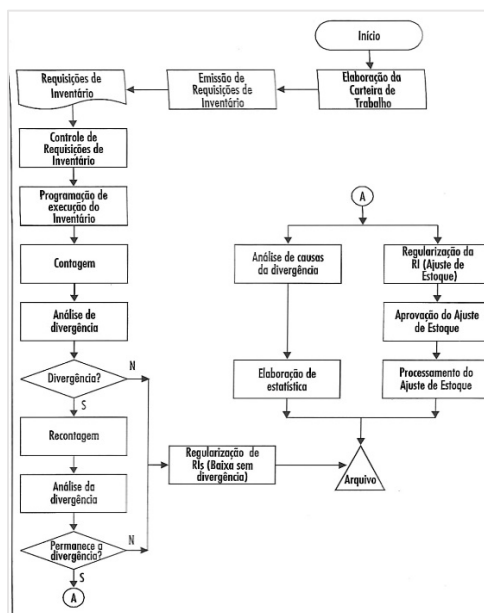 Início
Elaboração da
Carteira de
Trabalho
Emissão de
Requisições de
Inventário
Requisições de
Inventário
Controle de
Requisições de
Inventário
Programação de
execução do
Inventário
Contagem
Análise de
divergência
Divergência?
N
S
Recontagem
Análise da
divergência
Permanece a
divergência?
N
S
A
Regularização de
RIs (Baixa sem
divergência)
A
Análise de causas
da divergência
Elaboração de
estatística
Regularização da
RI (Ajuste de
Estoque)
Aprovação do Ajuste
de Estoque
Processamento do
Ajuste de Estoque
Arquivo